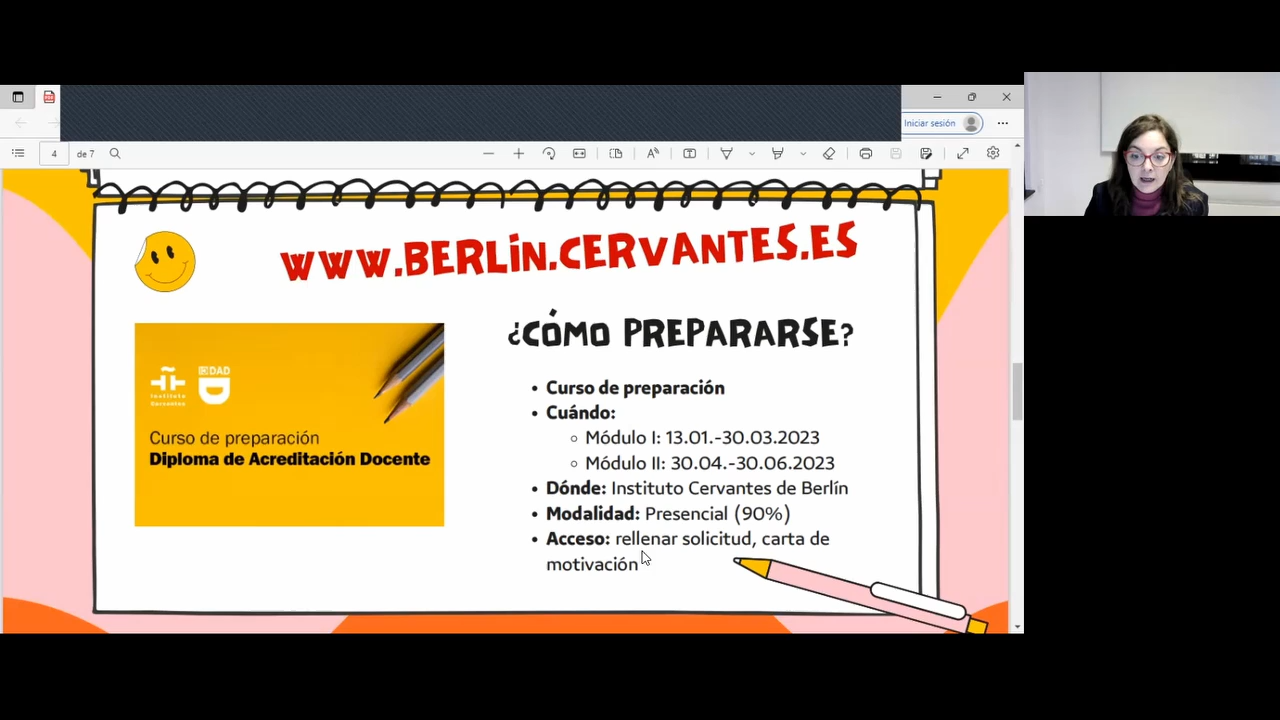 Iniciar sesión
4
de 7
WWW.BERLÍN.CERVANTES.ES
¿CÓMO PREPARARSE?
DAD
Instituto
Cervantes
Curso de preparación
Diploma de Acreditación Docente
• Curso de preparación
• Cuándo:
◦ Módulo I: 13.01.-30.03.2023
◦ Módulo II: 30.04.-30.06.2023
• Dónde: Instituto Cervantes de Berlín
• Modalidad: Presencial (90%)
• Acceso: rellenar solicitud, carta de
motivación